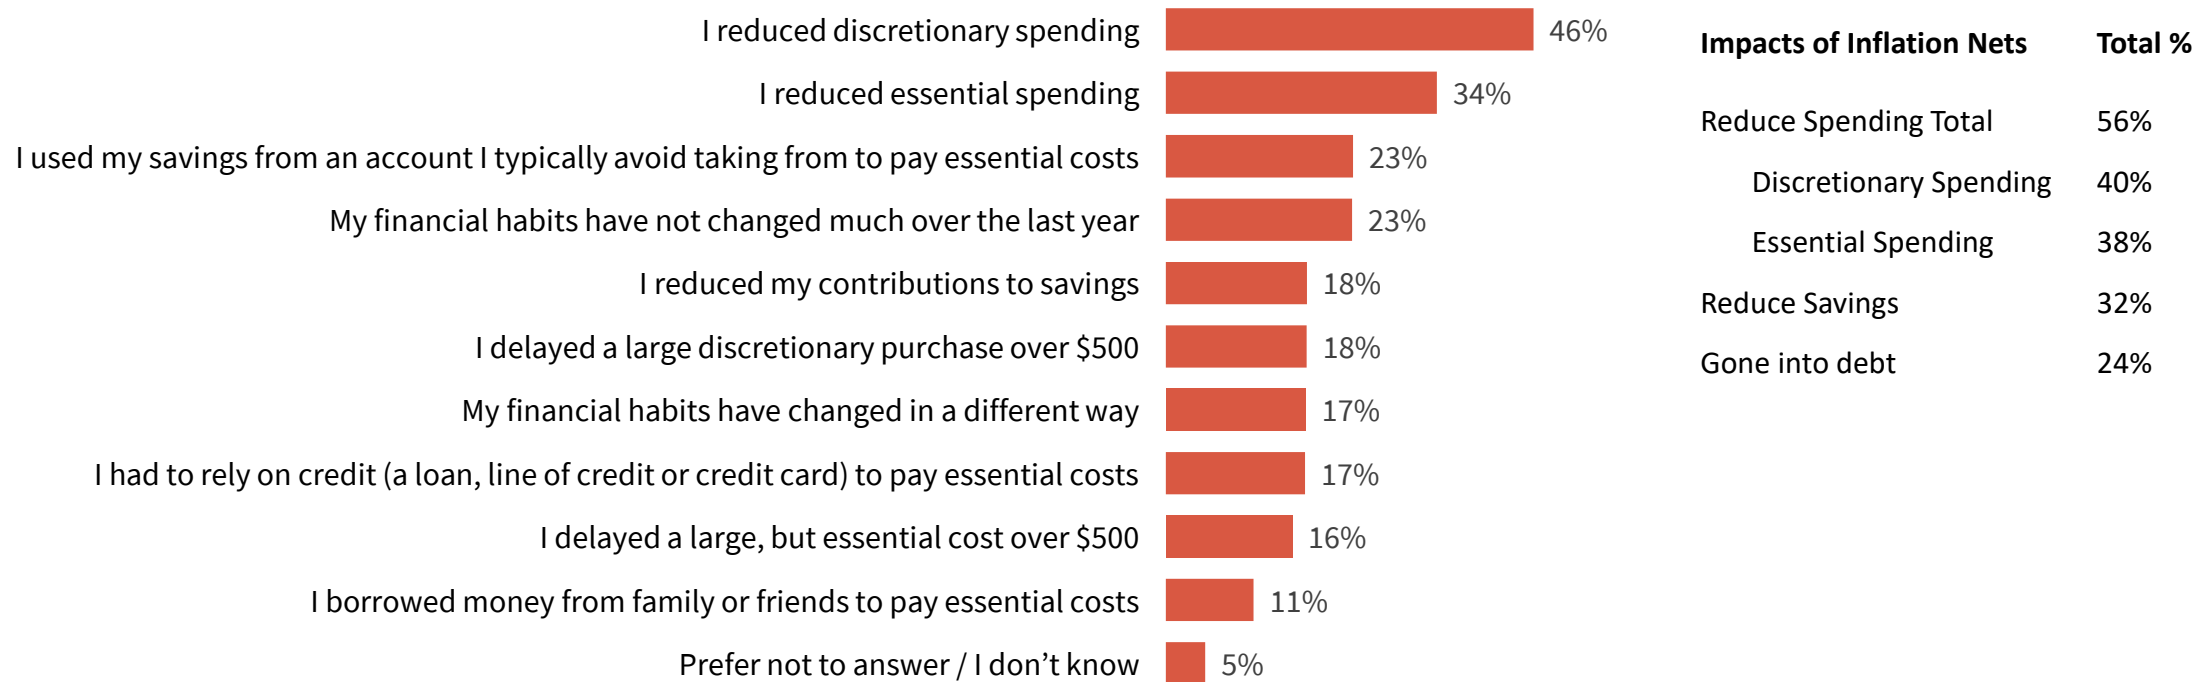 I reduced discretionary spending 46%
I reduced essential spending 34%
I used my savings from an account I typically avoid taking from to pay essential costs 23%
My financial habits have not changed much over the last year 23%
I reduced my contributions to savings 18%
I delayed a large discretionary purchase over $500 18%
My financial habits have changed in a different way 17%
I had to rely on credit (a loan, line of credit or credit card) to pay essential costs 17%
I delayed a large, but essential cost over $500 16%
I borrowed money from family or friends to pay essential costs 11%
Prefer not to answer / I don’t know 5%
Impacts of Inflation Nets Total %
Reduce Spending Total 56%
Discretionary Spending 40%
Essential Spending 38%
Reduce Savings 32%
Gone into debt 24%